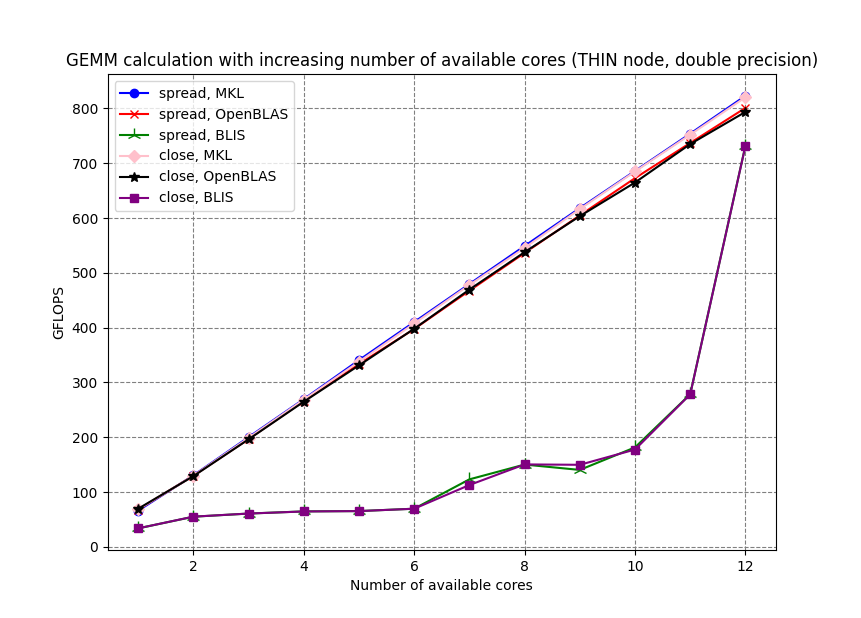 GEMM calculation with increasing number of available cores (THIN node, double precision)
spread, MKL
spread, OpenBLAS
spread, BLIS
close, MKL
close, OpenBLAS
close, BLIS
GFLOPS
800
700
600
500
400
300
200
100
0
2 4 6 8 10 12
Number of available cores